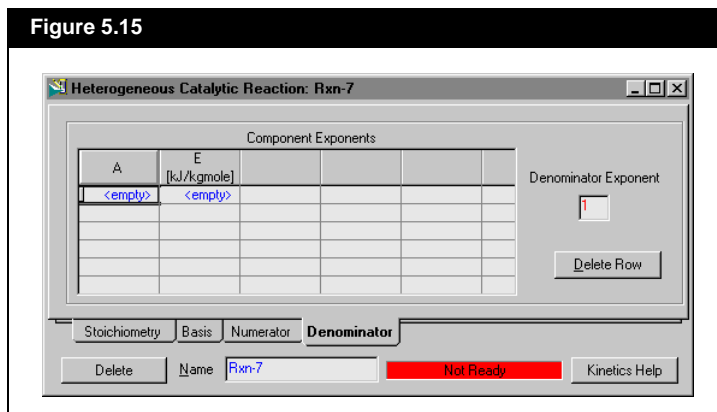 Figure 5.15
Heterogeneous Catalytic Reaction: Rxn-7
Component Exponents
A
E
[kJ/kgmole]
<empty> <empty>
Denominator Exponent
1
Delete Row
Stoichiometry Basis Numerator Denominator
Delete Name Rxn-7 Not Ready Kinetics Help